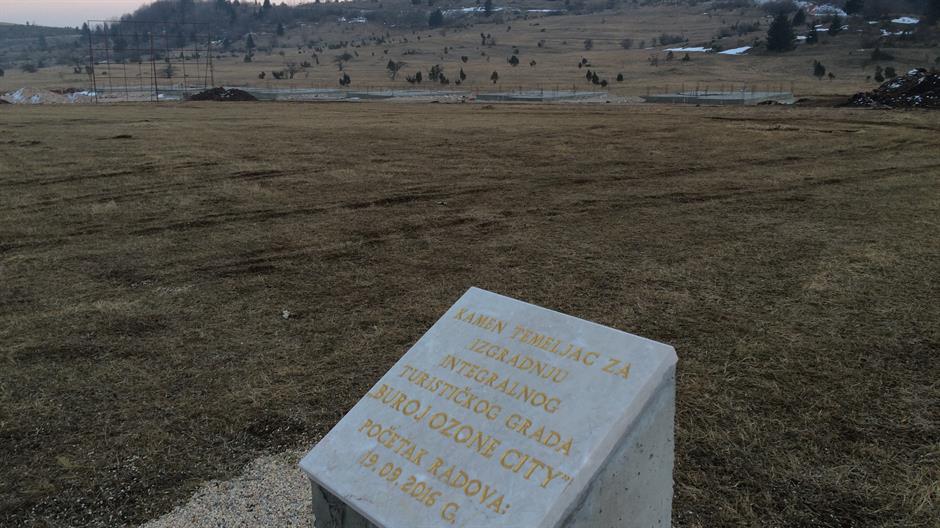 KAMEN TEMELJAC ZA
IZGRADNJU
INTEGRALNOG
TURISTIČKOG GRADA
„BUROJ OZONE CITY”
POČETAK RADOVA:
19.09.2016 G.